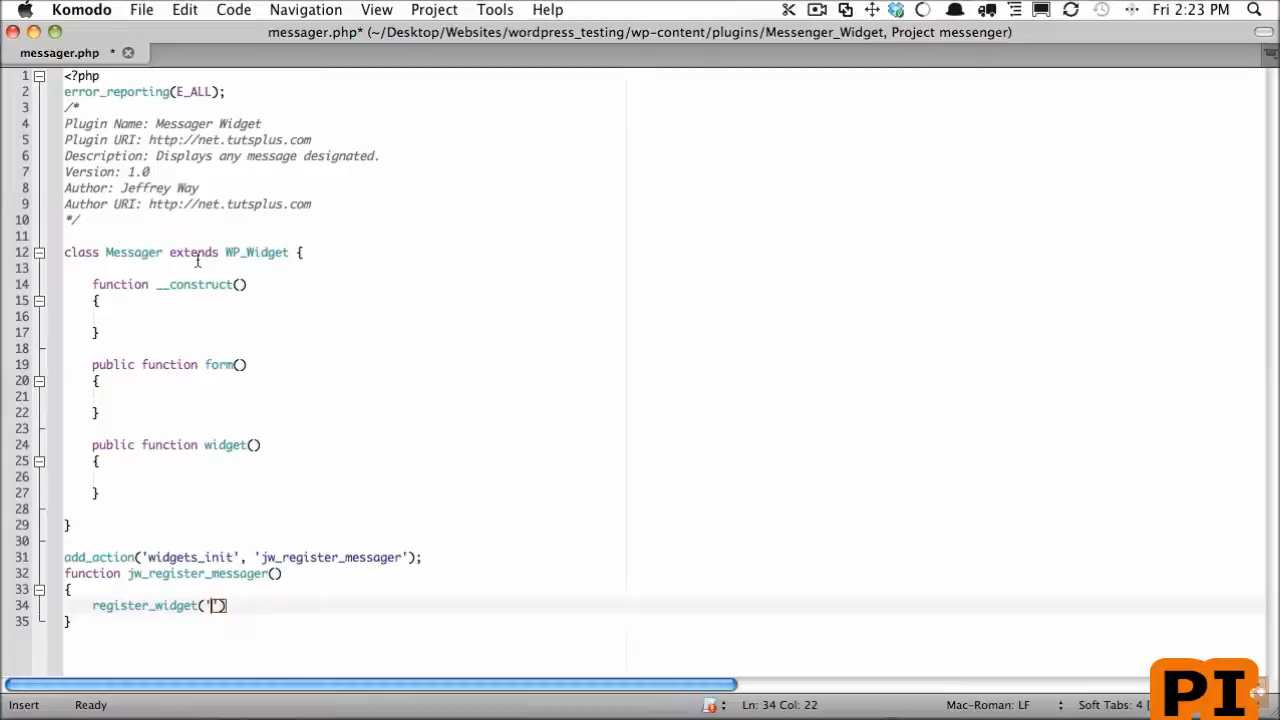 Komodo File Edit Code Navigation View Project Tools Help Fri 2:23 PM
messager.php* (~/Desktop/Websites/wordpress_testing/wp-content/plugins/Messenger_Widget, Project messenger)
messager.php *
1 <?php
2 error_reporting(E_ALL);
3 /*
4 Plugin Name: Messager Widget
5 Plugin URI: http://net.tutsplus.com
6 Description: Displays any message designated.
7 Version: 1.0
8 Author: Jeffrey Way
9 Author URI: http://net.tutsplus.com
10 */
11
12 class Messager extends WP_Widget {
13
14 function __construct()
15 {
16
17 }
18
19 public function form()
20 {
21
22 }
23
24 public function widget()
25 {
26
27 }
28
29 }
30
31 add_action('widgets_init', 'jw_register_messager');
32 function jw_register_messager()
33 {
34 register_widget('')
35 }
PI
Insert Ready Ln: 34 Col: 22 Mac-Roman: LF Soft Tabs: 4 [